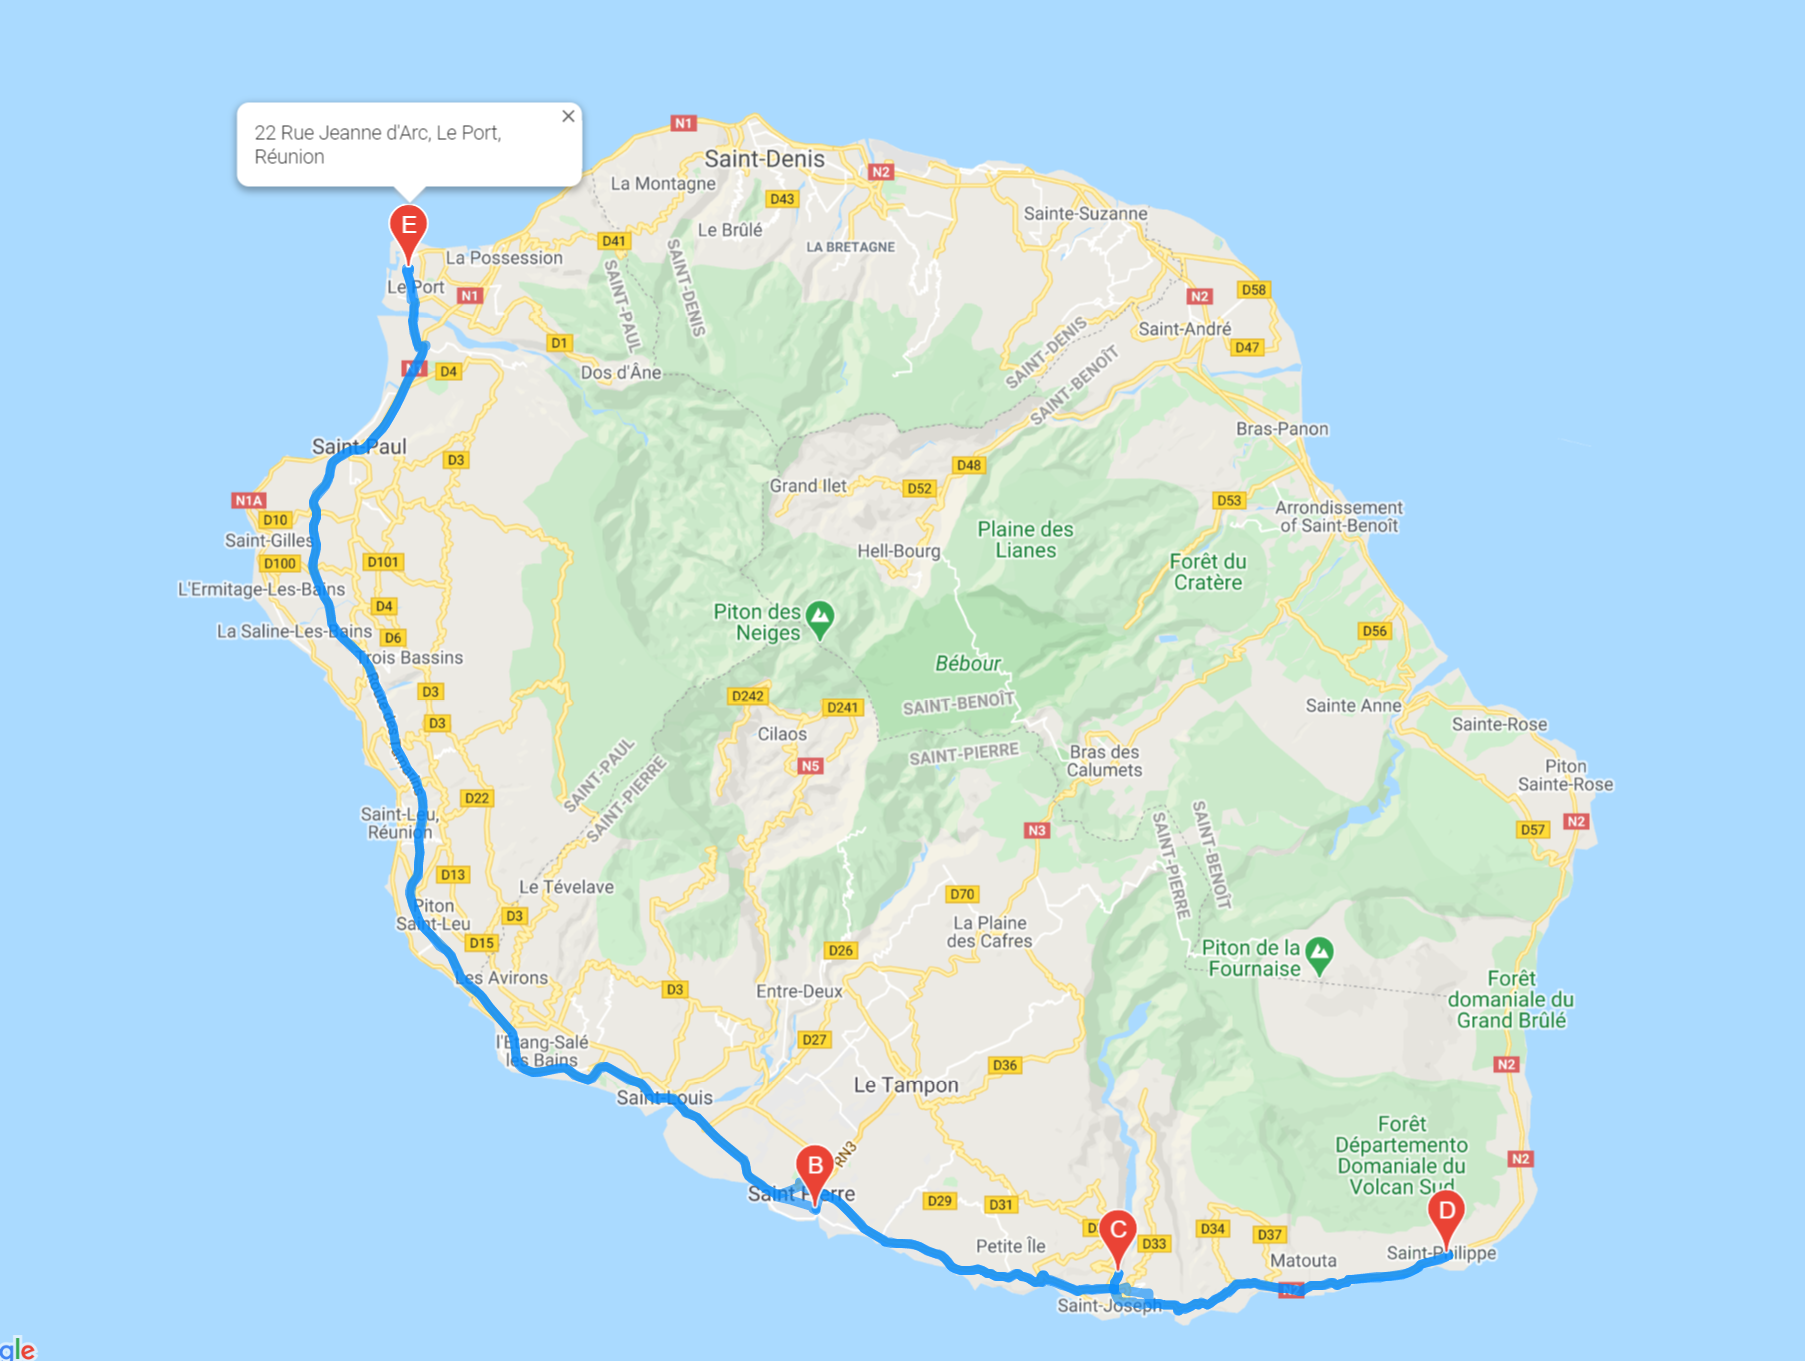 22 Rue Jeanne d'Arc, Le Port,
Réunion
N1
Saint-Denis
N2
La Montagne
D43
Sainte-Suzanne
Le Brûlé
LA BRETAGNE
E
D41
La Possession
SAINT-DENIS
SAINT-PAUL
Le Port
N1
N2
D58
Saint-André
D47
D1
SAINT-DENIS
SAINT-BENOÎT
D4
Dos d'Âne
Bras-Panon
Saint-Paul
D3
D48
Grand Ilet
D52
N1A
D53
D10
Arrondissement
of Saint-Benoît
Plaine des
Lianes
Saint-Gilles
Hell-Bourg
D100
D101
Forêt du
Cratère
L'Ermitage-Les-Bains
D4
Piton des
Neiges
La Saline-Les-Bains
D6
D56
Trois Bassins
Bébour
D3
D242
D241
SAINT-BENOÎT
Sainte Anne
Sainte-Rose
D3
Cilaos
SAINT-PIERRE
Bras des
Calumets
N5
Piton
Sainte-Rose
SAINT-PAUL
SAINT-PIERRE
D22
Saint-Leu,
Réunion
N3
SAINT-PIERRE
SAINT-BENOÎT
N2
D57
D13
Le Tévelave
D70
Piton
Saint-Leu
D3
La Plaine
des Cafres
D15
D26
Piton de la
Fournaise
Les Avirons
D3
Entre-Deux
Forêt
domaniale du
Grand Brûlé
l'Étang-Salé
les Bains
D27
D36
N2
Le Tampon
Saint-Louis
Forêt
Départemento
Domaniale du
Volcan Sud
RN3
N2
B
Saint Pierre
D29
D31
D
C
D34
D37
D33
Petite Île
Saint-Philippe
Matouta
N2
Saint-Joseph
gle